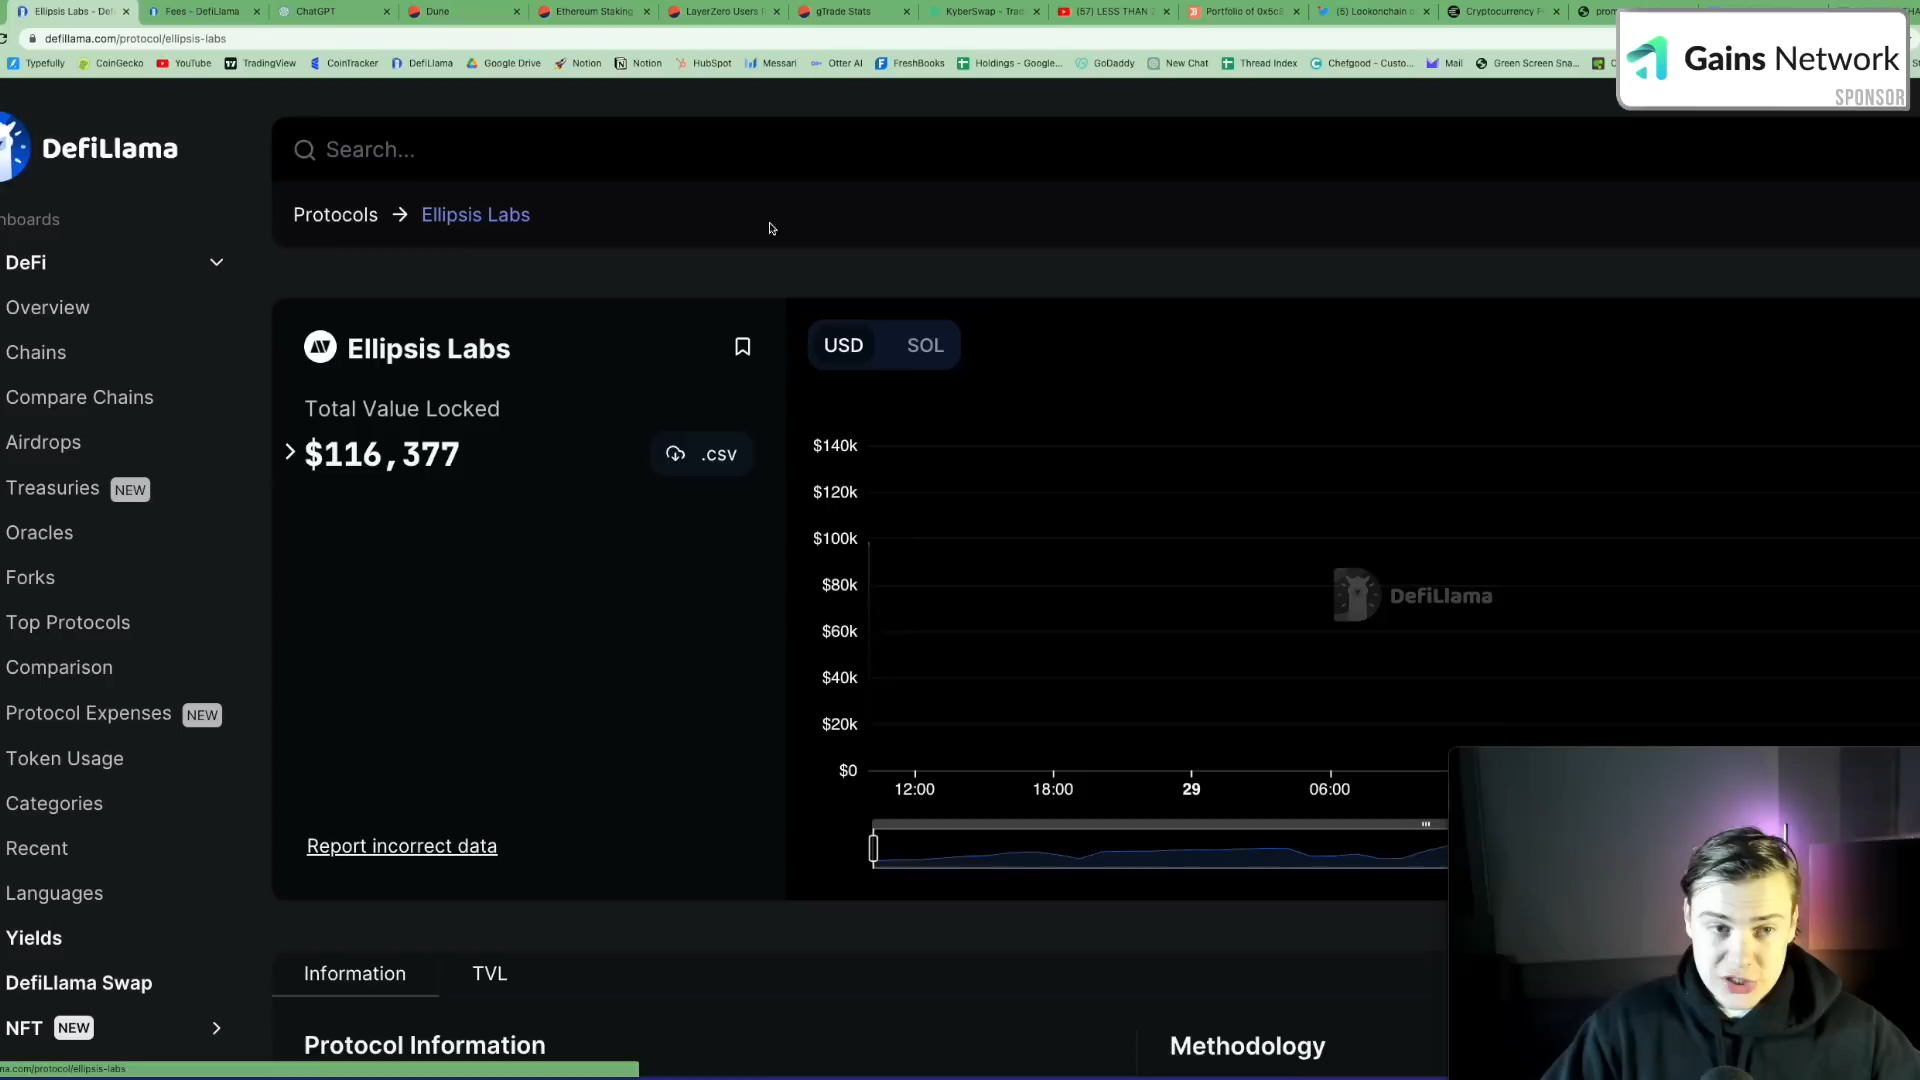 Ellipsis Labs - Def
Fees - DefiLlama
ChatGPT
Dune
Ethereum Staking
LayerZero Users
gTrade Stats
KyberSwap - Trad
(57) LESS THAN
Portfolio of 0x5c
(5) Lookonchain
Cryptocurrency
defillama.com/protocol/ellipsis-labs
Typefully
CoinGecko
YouTube
TradingView
CoinTracker
DefiLlama
Google Drive
Notion
Notion
HubSpot
Messari
Otter AI
FreshBooks
Holdings - Google...
GoDaddy
New Chat
Thread Index
Chefgood - Custo...
Mail
Green Screen Sna...
Gains Network
SPONSOR
DefiLlama
Search...
Protocols → Ellipsis Labs
hboards
DeFi
Overview
Chains
Compare Chains
Airdrops
Treasuries NEW
Oracles
Forks
Top Protocols
Comparison
Protocol Expenses NEW
Token Usage
Categories
Recent
Languages
Yields
DefiLlama Swap
NFT NEW
Ellipsis Labs
Total Value Locked
$116,377
.csv
Report incorrect data
USD SOL
$140k
$120k
$100k
$80k
$60k
$40k
$20k
$0
DefiLlama
12:00 18:00 29 06:00
Information TVL
Protocol Information
Methodology
ma.com/protocol/ellipsis-labs